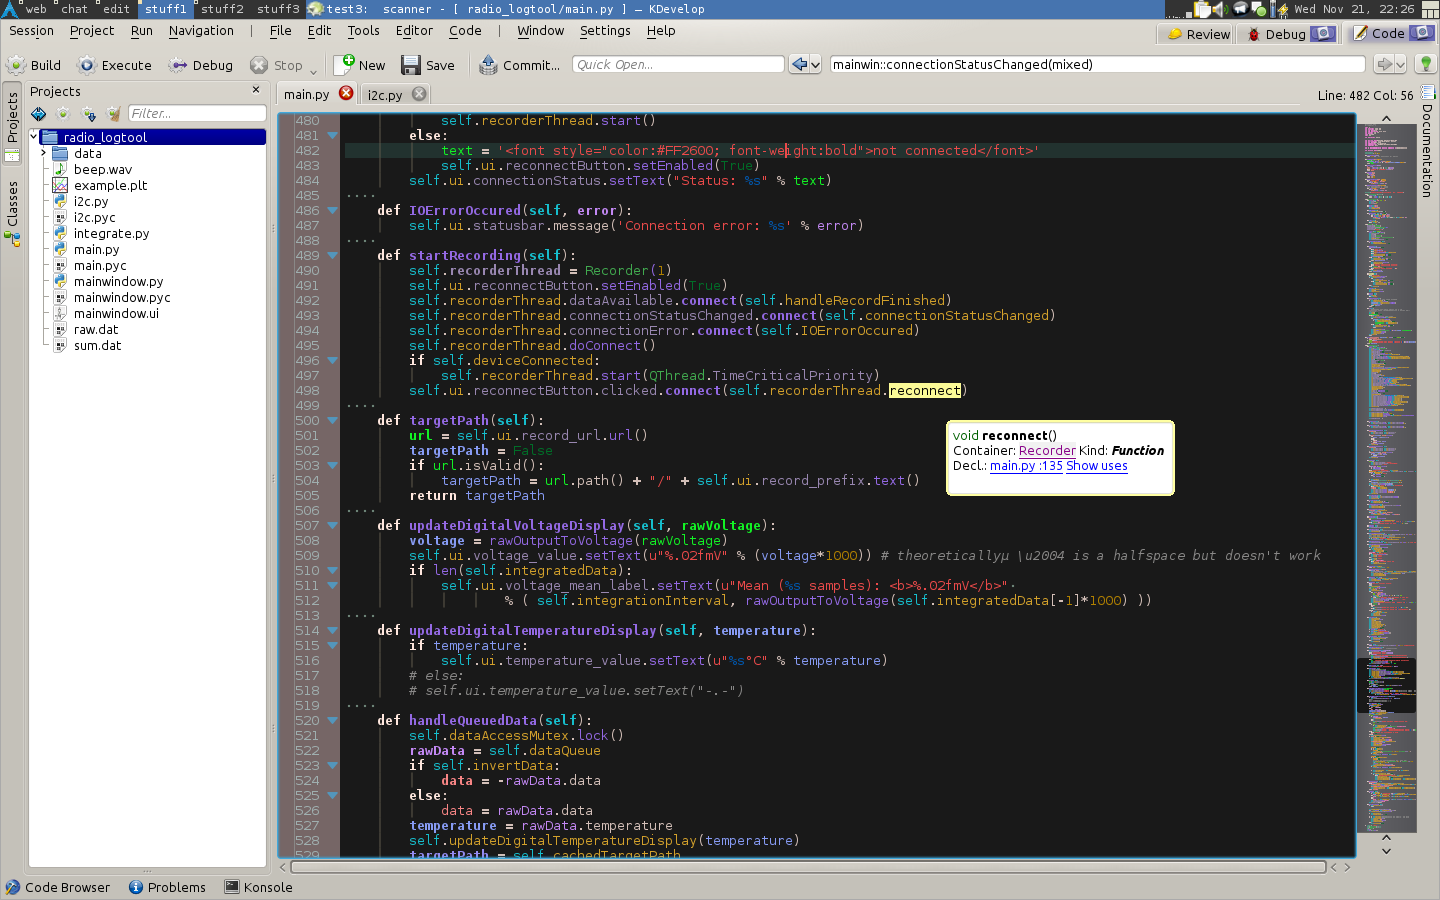 web chat edit stuff1 stuff2 stuff3 test3: scanner - [ radio_logtool/main.py ] — KDevelop Wed Nov 21, 22:26
Session Project Run Navigation | File Edit Tools Editor Code | Window Settings Help Review Debug Code
Build Execute Debug Stop New Save Commit... Quick Open... mainwin::connectionStatusChanged(mixed)
Projects main.py i2c.py Line: 482 Col: 56
Filter...
Projects
Classes
Documentation
radio_logtool
data
beep.wav
example.plt
i2c.py
i2c.pyc
integrate.py
main.py
main.pyc
mainwindow.py
mainwindow.pyc
mainwindow.ui
raw.dat
sum.dat
480 self.recorderThread.start()
481 else:
482 text = '<font style="color:#FF2600; font-weight:bold">not connected</font>'
483 self.ui.reconnectButton.setEnabled(True)
484 self.ui.connectionStatus.setText("Status: %s" % text)
485 ····
486 def IOErrorOccured(self, error):
487 self.ui.statusbar.message('Connection error: %s' % error)
488 ····
489 def startRecording(self):
490 self.recorderThread = Recorder(1)
491 self.ui.reconnectButton.setEnabled(True)
492 self.recorderThread.dataAvailable.connect(self.handleRecordFinished)
493 self.recorderThread.connectionStatusChanged.connect(self.connectionStatusChanged)
494 self.recorderThread.connectionError.connect(self.IOErrorOccured)
495 self.recorderThread.doConnect()
496 if self.deviceConnected:
497 self.recorderThread.start(QThread.TimeCriticalPriority)
498 self.ui.reconnectButton.clicked.connect(self.recorderThread.reconnect)
499 ····
500 def targetPath(self):
501 url = self.ui.record_url.url()
502 targetPath = False
503 if url.isValid():
504 targetPath = url.path() + "/" + self.ui.record_prefix.text()
505 return targetPath
506 ····
507 def updateDigitalVoltageDisplay(self, rawVoltage):
508 voltage = rawOutputToVoltage(rawVoltage)
509 self.ui.voltage_value.setText(u"%.02fmV" % (voltage*1000)) # theoreticallyµ \u2004 is a halfspace but doesn't work
510 if len(self.integratedData):
511 self.ui.voltage_mean_label.setText(u"Mean (%s samples): <b>%.02fmV</b>"·
512 % ( self.integrationInterval, rawOutputToVoltage(self.integratedData[-1]*1000) ))
513 ····
514 def updateDigitalTemperatureDisplay(self, temperature):
515 if temperature:
516 self.ui.temperature_value.setText(u"%s°C" % temperature)
517 # else:
518 # self.ui.temperature_value.setText("-.-")
519 ····
520 def handleQueuedData(self):
521 self.dataAccessMutex.lock()
522 rawData = self.dataQueue
523 if self.invertData:
524 data = -rawData.data
525 else:
526 data = rawData.data
527 temperature = rawData.temperature
528 self.updateDigitalTemperatureDisplay(temperature)
529 targetPath = self.cachedTargetPath
void reconnect()
Container: Recorder Kind: Function
Decl.: main.py :135 Show uses
Code Browser Problems Konsole